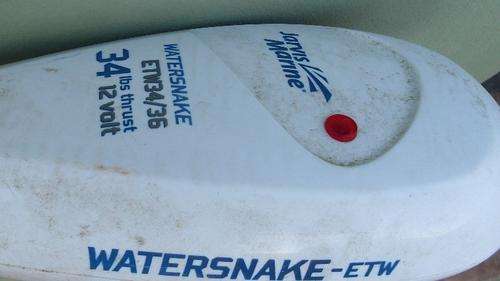 Jarvis
Marine
WATERSNAKE
ETW34/36
34 lbs thrust
12 volt
WATERSNAKE-ETW